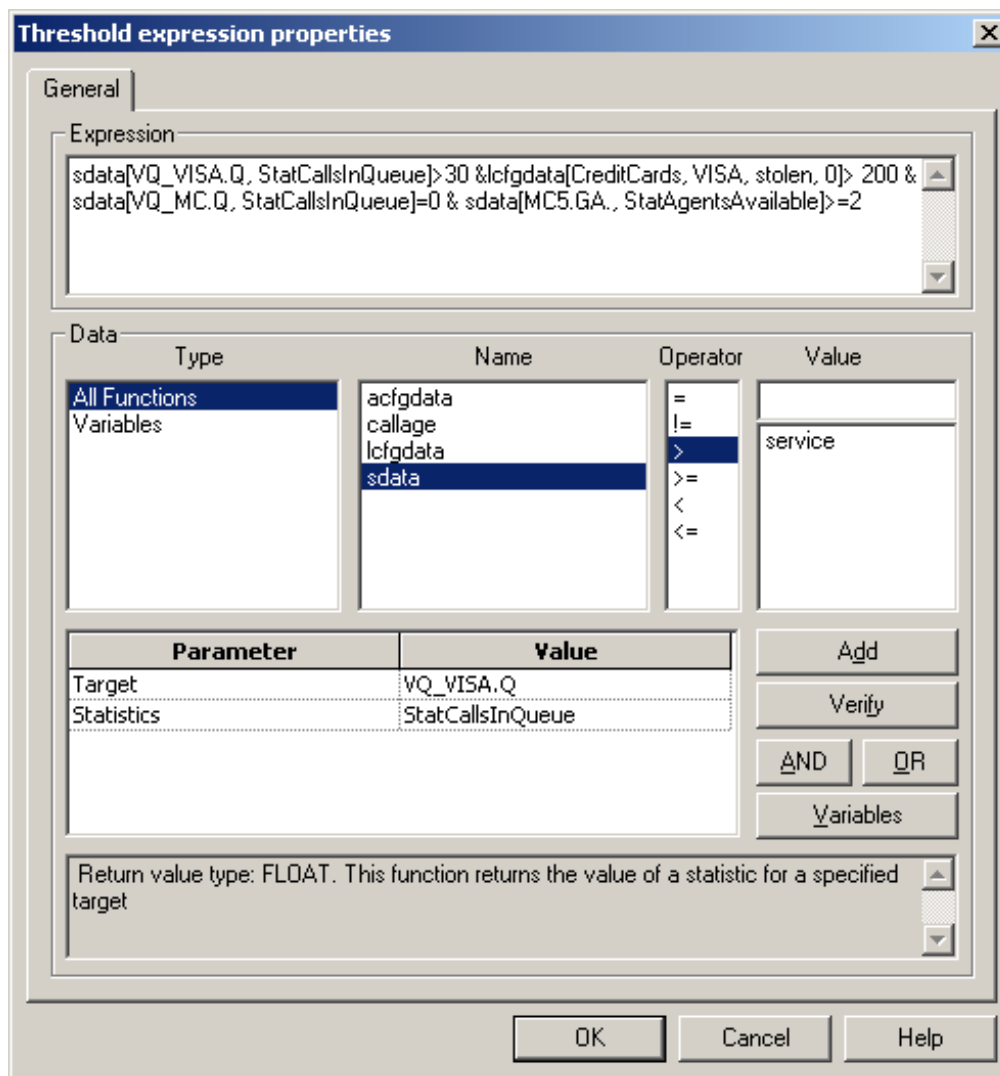 Threshold expression properties
General
Expression
sdata[VQ_VISA.Q, StatCallsInQueue]>30 &lcfgdata[CreditCards, VISA, stolen, 0]> 200 &
sdata[VQ_MC.Q, StatCallsInQueue]=0 & sdata[MC5.GA., StatAgentsAvailable]>=2
Data
Type Name Operator Value
All Functions acfgdata =
Variables callage != service
lcfgdata >
sdata >=
<
<=
Parameter Value Add
Target VQ_VISA.Q
Statistics StatCallsInQueue Verify
AND OR
Variables
Return value type: FLOAT. This function returns the value of a statistic for a specified
target
OK Cancel Help